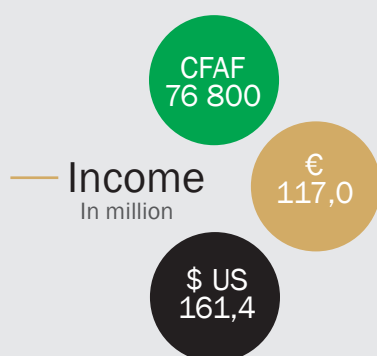 CFAF
76 800
Income
In million
€
117,0
$ US
161,4